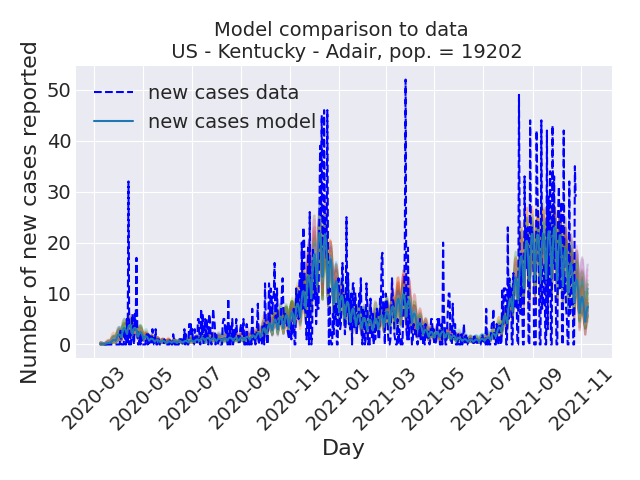 Model comparison to data
US - Kentucky - Adair, pop. = 19202
new cases data
new cases model
Number of new cases reported
50
40
30
20
10
0
2020-03
2020-05
2020-07
2020-09
2020-11
2021-01
2021-03
2021-05
2021-07
2021-09
2021-11
Day